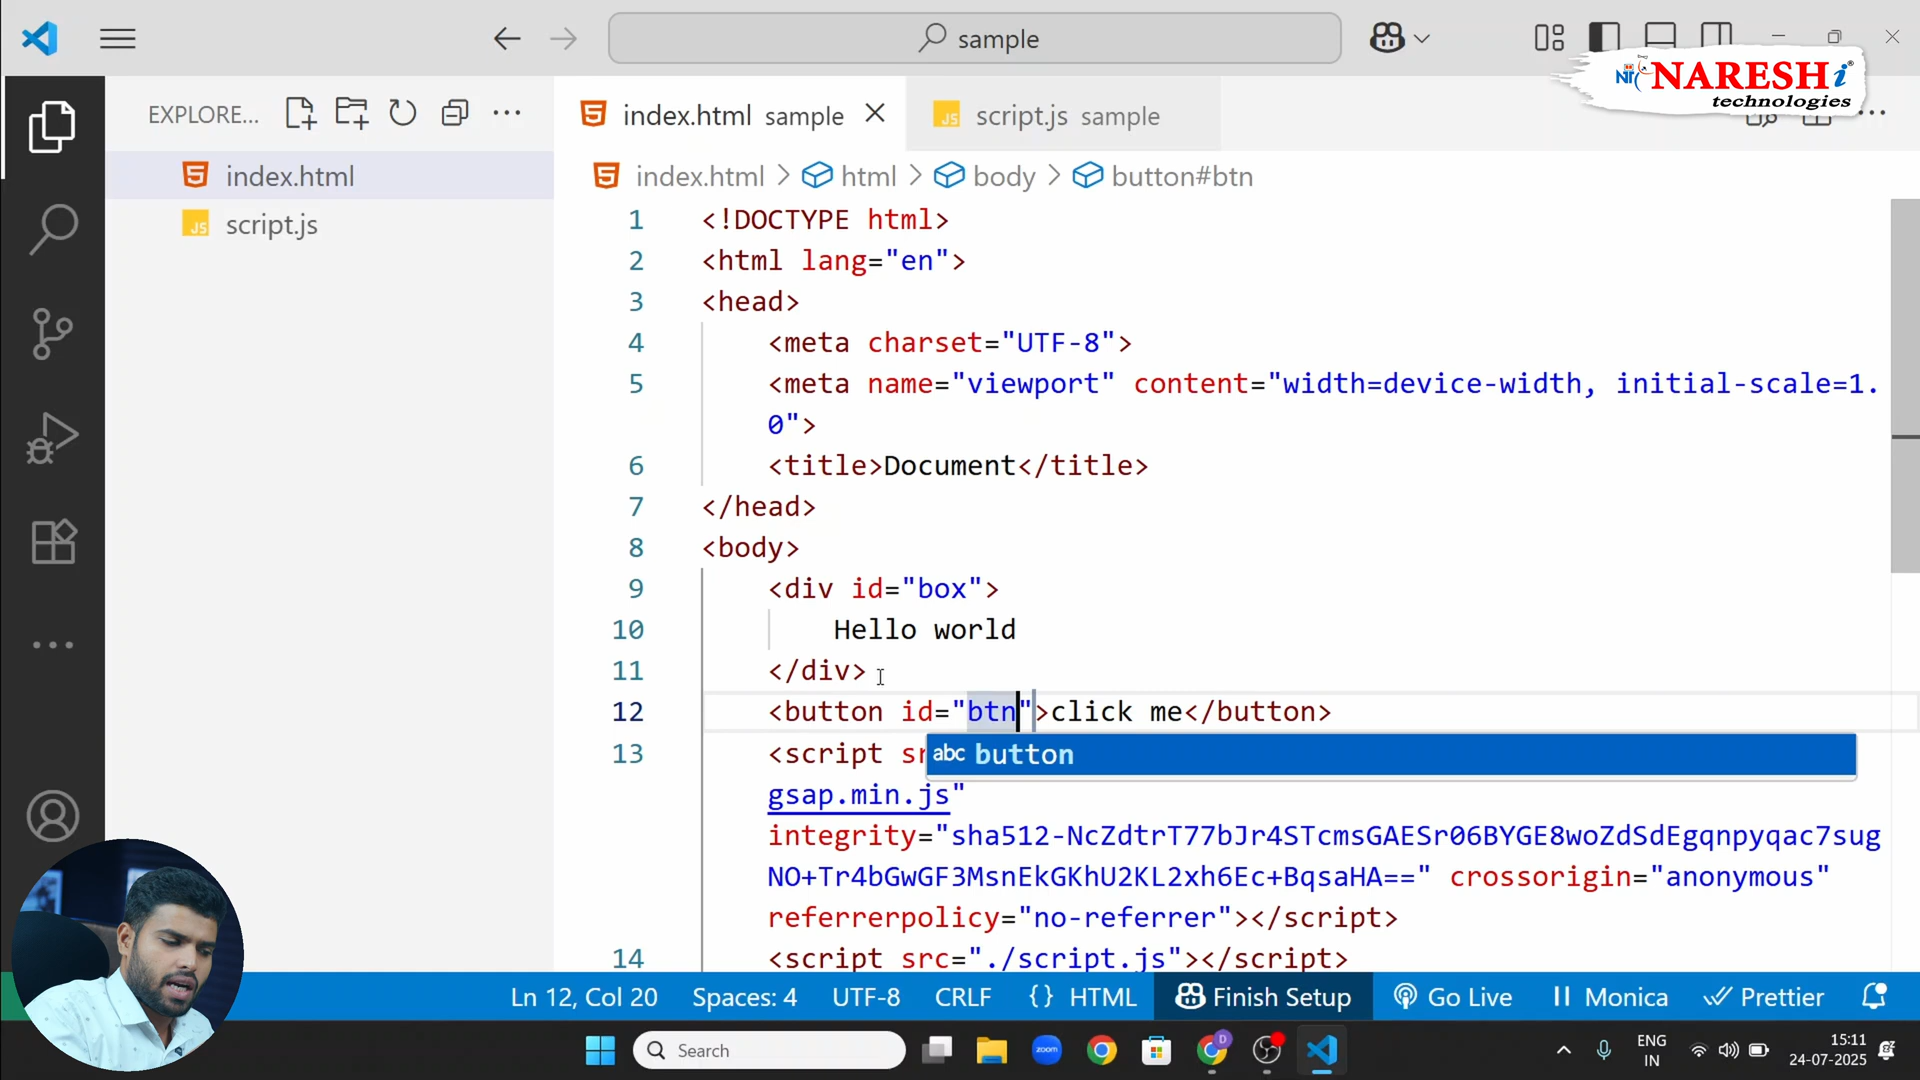 sample
NARESH i
technologies
EXPLORE...
index.html
script.js
index.html sample
script.js sample
index.html > html > body > button#btn
1 <!DOCTYPE html>
2 <html lang="en">
3 <head>
4 <meta charset="UTF-8">
5 <meta name="viewport" content="width=device-width, initial-scale=1.
0">
6 <title>Document</title>
7 </head>
8 <body>
9 <div id="box">
10 Hello world
11 </div>
12 <button id="btn">click me</button>
13 <script sr
abc button
gsap.min.js"
integrity="sha512-NcZdtrT77bJr4STcmsGAESr06BYGE8woZdSdEgqnpyqac7sug
NO+Tr4bGwGF3MsnEkGKhU2KL2xh6Ec+BqsaHA==" crossorigin="anonymous"
referrerpolicy="no-referrer"></script>
14 <script src="./script.js"></script>
Ln 12, Col 20 Spaces: 4 UTF-8 CRLF {} HTML Finish Setup Go Live Monica Prettier
Search
zoom
D
ENG
IN
15:11
24-07-2025